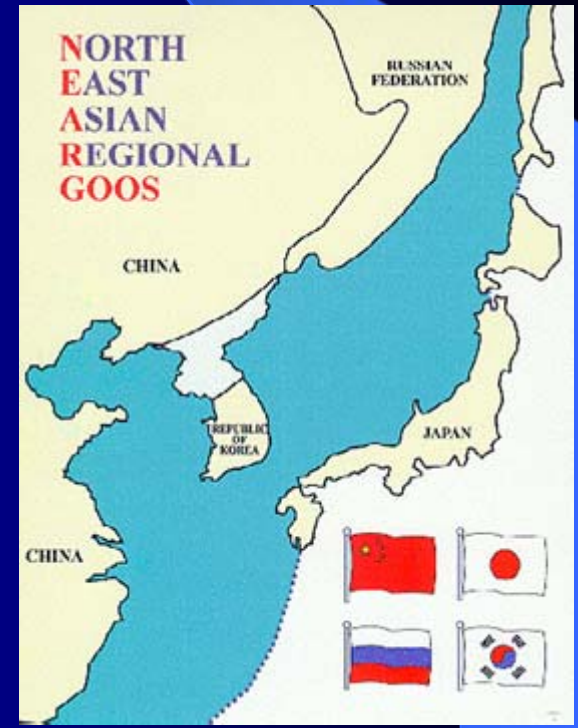 NORTH
EAST
ASIAN
REGIONAL
GOOS
RUSSIAN
FEDERATION
CHINA
REPUBLIC
OF
KOREA
JAPAN
CHINA